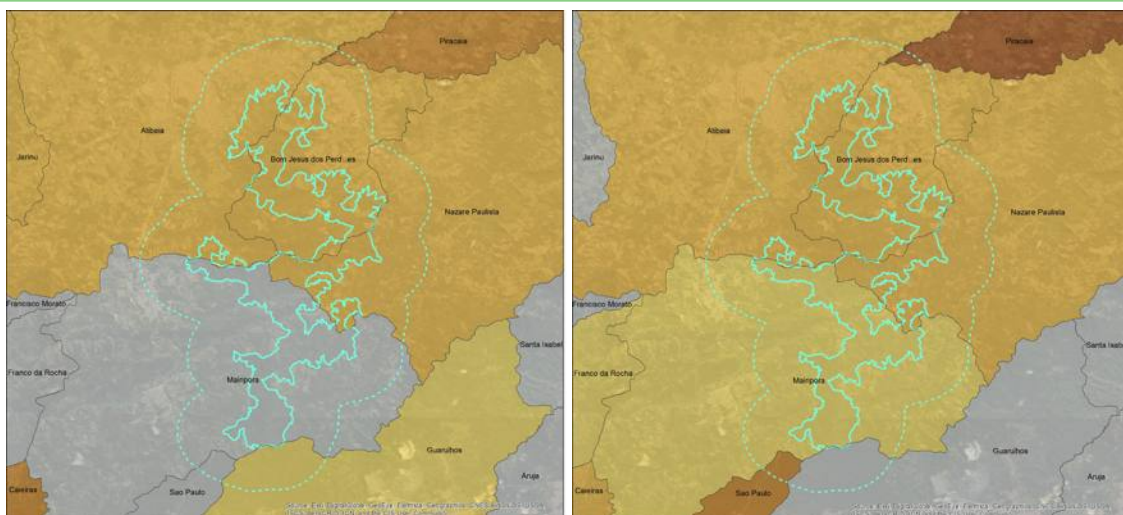 Piracaia
Atibaia
Jarinu
Bom Jesus dos Perd
es
Nazare Paulista
Francisco Morato
Santa Isabel
Franco da Rocha
Mairipora
Guarulhos
Caieiras
Sao Paulo
Aruja
Piracaia
Atibaia
Jarinu
Bom Jesus dos Perd
es
Nazare Paulista
Francisco Morato
Santa Isabel
Franco da Rocha
Mairipora
Guarulhos
Caieiras
Sao Paulo
Aruja